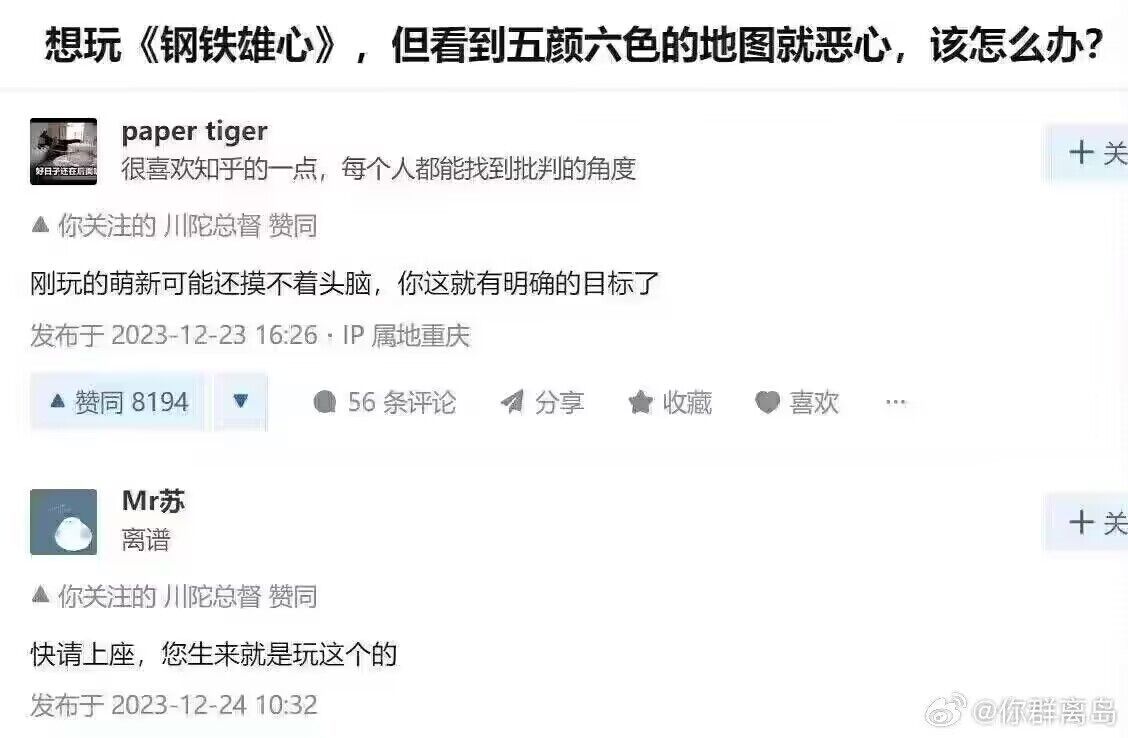 想玩《钢铁雄心》，但看到五颜六色的地图就恶心，该怎么办？
paper tiger
很喜欢知乎的一点，每个人都能找到批判的角度
好日子还在后面
+ 关
你关注的 川陀总督 赞同
刚玩的萌新可能还摸不着头脑，你这就有明确的目标了
发布于 2023-12-23 16:26 · IP 属地重庆
赞同 8194
56 条评论
分享
收藏
喜欢
Mr苏
离谱
+ 关
你关注的 川陀总督 赞同
快请上座，您生来就是玩这个的
发布于 2023-12-24 10:32
@你群离岛